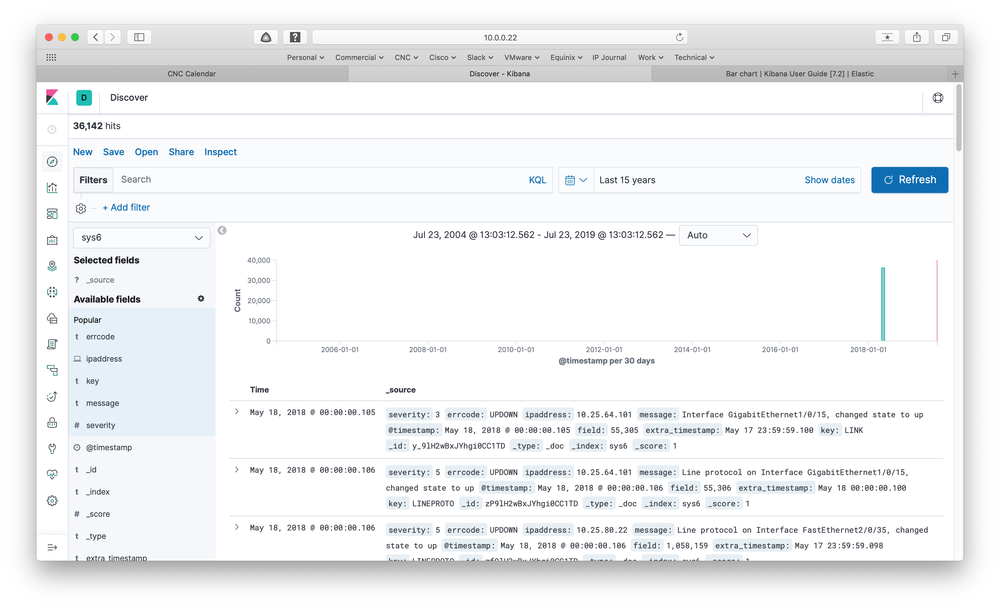 10.0.0.22
Personal Commercial CNC Cisco Slack VMware Equinix IP Journal Work Technical
CNC Calendar Discover - Kibana Bar chart | Kibana User Guide [7.2] | Elastic
D Discover
36,142 hits
New Save Open Share Inspect
Filters Search KQL Last 15 years Show dates Refresh
+ Add filter
sys6
Selected fields
? _source
Available fields
Popular
t errcode
ipaddress
t key
t message
# severity
@timestamp
t _id
t _index
# _score
t _type
t extra_timestamp
Jul 23, 2004 @ 13:03:12.562 - Jul 23, 2019 @ 13:03:12.562 — Auto
40,000
30,000
20,000
10,000
0
Count
2006-01-01 2008-01-01 2010-01-01 2012-01-01 2014-01-01 2016-01-01 2018-01-01
@timestamp per 30 days
Time _source
May 18, 2018 @ 00:00:00.105 severity: 3 errcode: UPDOWN ipaddress: 10.25.64.101 message: Interface GigabitEthernet1/0/15, changed state to up
@timestamp: May 18, 2018 @ 00:00:00.105 field: 55,305 extra_timestamp: May 17 23:59:59.100 key: LINK
_id: y_9lH2wBxJYhgi0CC1TD _type: _doc _index: sys6 _score: 1
May 18, 2018 @ 00:00:00.106 severity: 5 errcode: UPDOWN ipaddress: 10.25.64.101 message: Line protocol on Interface GigabitEthernet1/0/15,
changed state to up @timestamp: May 18, 2018 @ 00:00:00.106 field: 55,306 extra_timestamp: May 18 00:00:00.100
key: LINEPROTO _id: zP9lH2wBxJYhgi0CC1TD _type: _doc _index: sys6 _score: 1
May 18, 2018 @ 00:00:00.106 severity: 5 errcode: UPDOWN ipaddress: 10.25.80.22 message: Line protocol on Interface FastEthernet2/0/35, changed
state to up @timestamp: May 18, 2018 @ 00:00:00.106 field: 1,058,159 extra_timestamp: May 17 23:59:59.098
key: LINEPROTO _id: zf9lH2wBxJYhgi0CC1TD _type: _doc _index: sys6 _score: 1